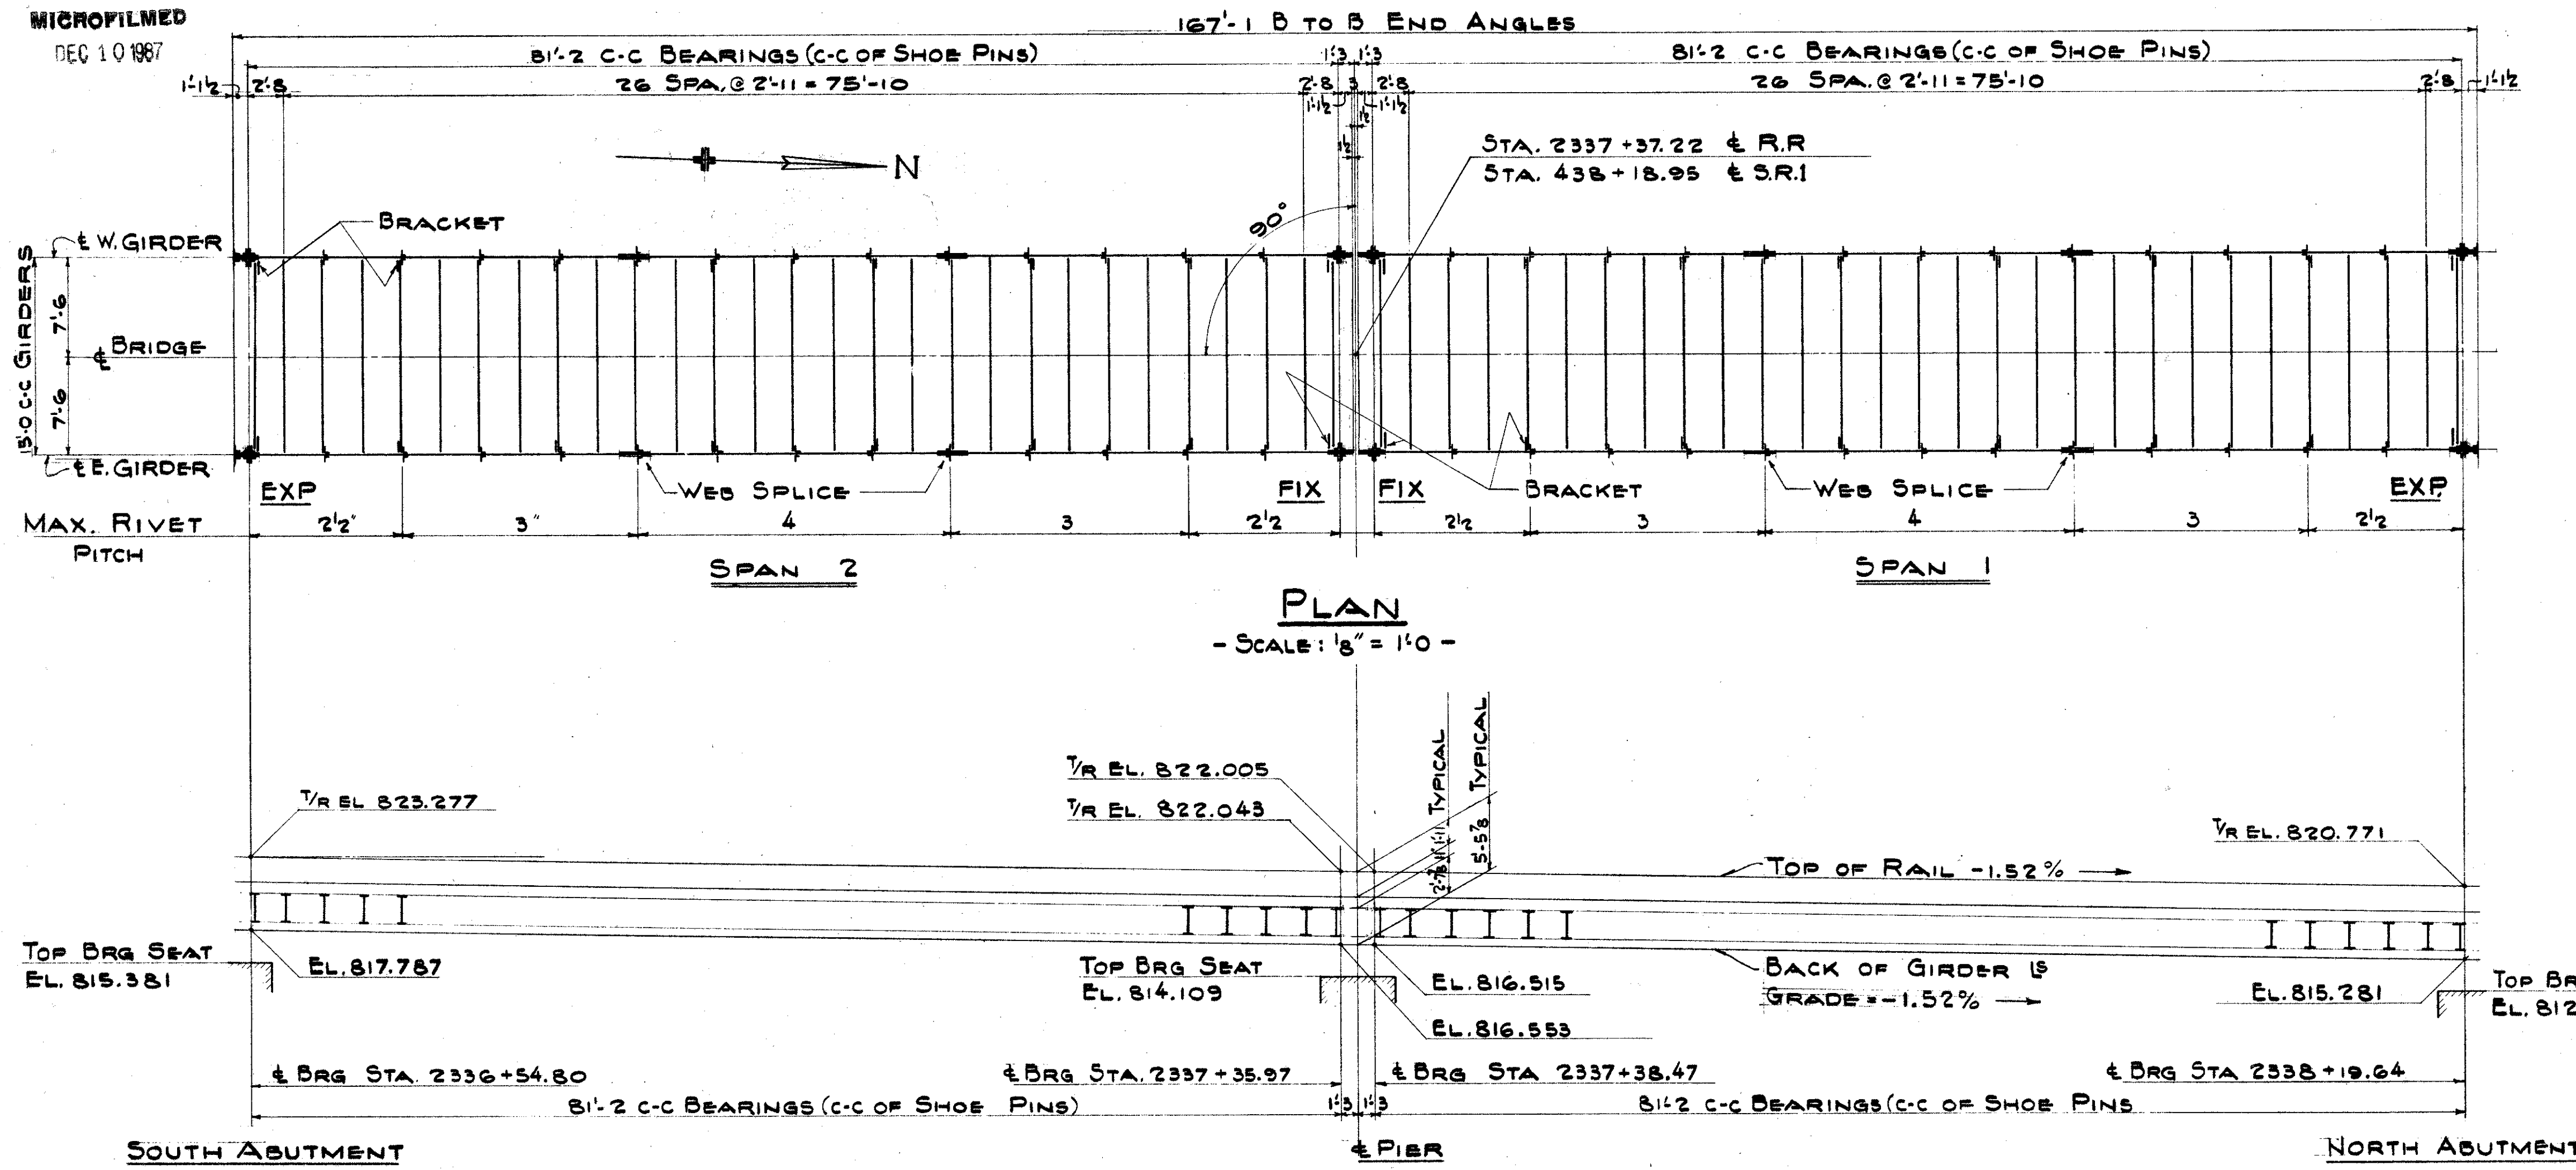 MICROFILMED
DEC 10 1987
167'-1 B TO B END ANGLES
81'-2 C-C BEARINGS (C-C OF SHOE PINS)
1'-3 1'-3
81'-2 C-C BEARINGS (C-C OF SHOE PINS)
1'-1½ 2'-8
26 SPA. @ 2'-11 = 75'-10
2'-8 3 2'-8
26 SPA. @ 2'-11 = 75'-10
2'-8 1'-1½
1'-1½ 1'-1½
1½
1½
N
STA. 2337+37.22 ℄ R.R
STA. 438+18.95 ℄ S.R.1
90°
BRACKET
℄ W. GIRDER
15'-0 C-C GIRDERS
7'-6
℄ BRIDGE
7'-6
℄ E. GIRDER
EXP
WEB SPLICE
FIX
FIX
BRACKET
WEB SPLICE
EXP.
MAX. RIVET
PITCH
2½" 3" 4 3 2½ 2½ 3 4 3 2½
SPAN 2
SPAN 1
PLAN
- SCALE: ⅛" = 1'-0 -
T/R EL 823.277
T/R EL. 822.005
T/R EL. 822.043
1'-11 TYPICAL
5'-5⅞ TYPICAL
T/R EL. 820.771
TOP OF RAIL -1.52%
TOP BRG SEAT
EL. 815.381
EL. 817.787
TOP BRG SEAT
EL. 814.109
EL. 816.515
EL. 816.553
BACK OF GIRDER LS
GRADE = -1.52%
EL. 815.281
TOP BR
EL. 812
℄ BRG STA. 2336+54.80
℄ BRG STA. 2337+35.97
℄ BRG STA 2337+38.47
℄ BRG STA 2338+19.64
81'-2 C-C BEARINGS (C-C OF SHOE PINS)
1'-3 1'-3
81'-2 C-C BEARINGS (C-C OF SHOE PINS
SOUTH ABUTMENT
℄ PIER
NORTH ABUTMENT